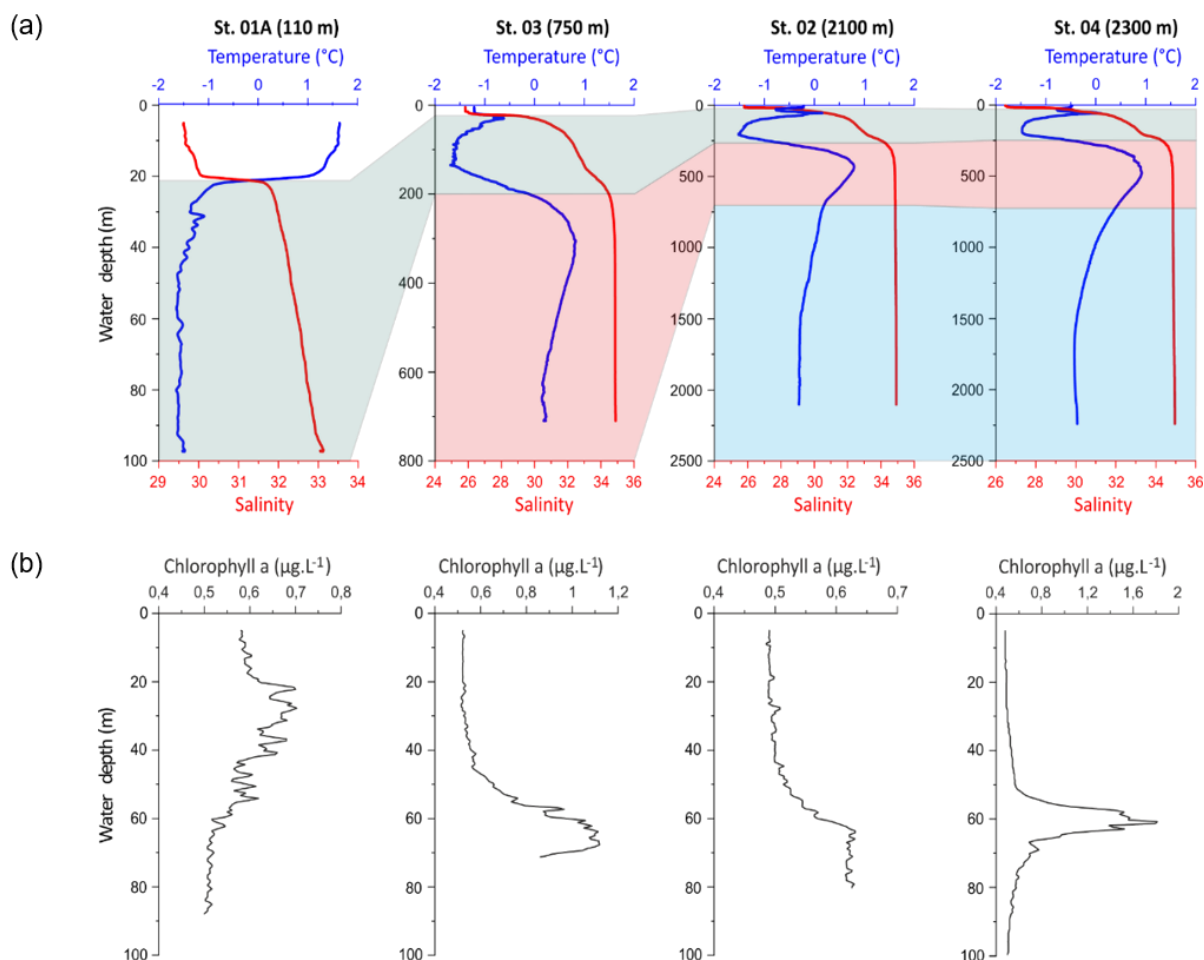 (a)
St. 01A (110 m) St. 03 (750 m) St. 02 (2100 m) St. 04 (2300 m)
Temperature (°C) Temperature (°C) Temperature (°C) Temperature (°C)
-2 -1 0 1 2 -2 -1 0 1 2 -2 -1 0 1 2 -2 -1 0 1 2
Water depth (m)
0 20 40 60 80 100
0 200 400 600 800
0 500 1000 1500 2000 2500
0 500 1000 1500 2000 2500
29 30 31 32 33 34 24 26 28 30 32 34 36 24 26 28 30 32 34 36 24 26 28 30 32 34 36
Salinity Salinity Salinity Salinity
(b)
Chlorophyll a (µg.L-1) Chlorophyll a (µg.L-1) Chlorophyll a (µg.L-1) Chlorophyll a (µg.L-1)
0,4 0,5 0,6 0,7 0,8 0,4 0,6 0,8 1 1,2 0,4 0,5 0,6 0,7 0,4 0,8 1,2 1,6 2
Water depth (m)
0 20 40 60 80 100
0 20 40 60 80 100
0 20 40 60 80 100
0 20 40 60 80 100